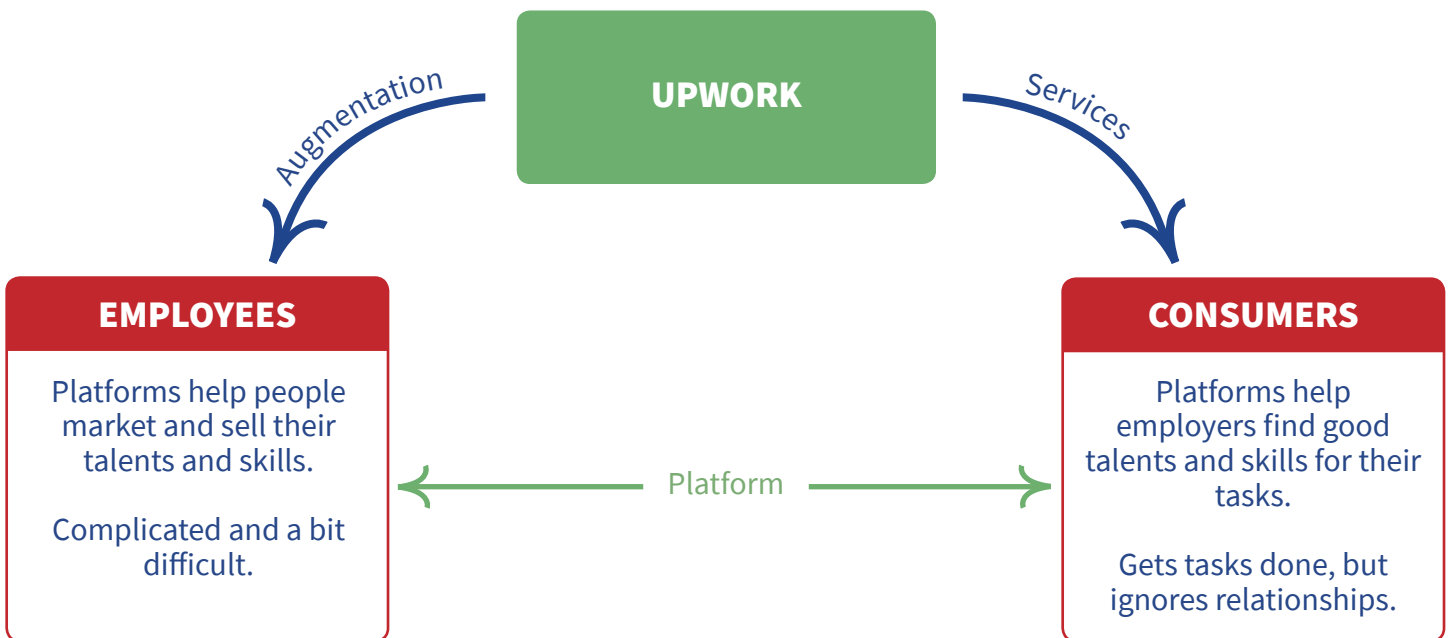 UPWORK
Augmentation
Services
EMPLOYEES
Platforms help people
market and sell their
talents and skills.
Complicated and a bit
difficult.
Platform
CONSUMERS
Platforms help
employers find good
talents and skills for their
tasks.
Gets tasks done, but
ignores relationships.